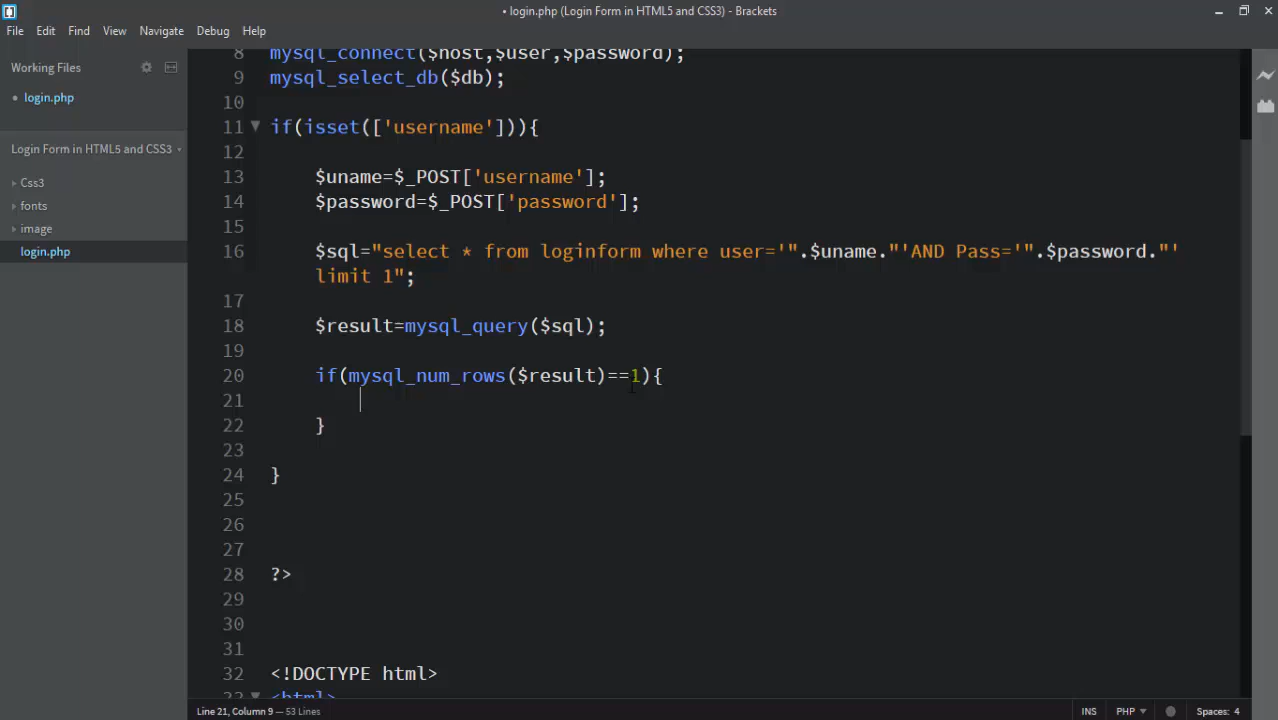 • login.php (Login Form in HTML5 and CSS3) - Brackets
File Edit Find View Navigate Debug Help
Working Files
• login.php
Login Form in HTML5 and CSS3
Css3
fonts
image
login.php
8 mysql_connect($host,$user,$password);
9 mysql_select_db($db);
10
11 if(isset(['username'])){
12
13 $uname=$_POST['username'];
14 $password=$_POST['password'];
15
16 $sql="select * from loginform where user='".$uname."'AND Pass='".$password."'
limit 1";
17
18 $result=mysql_query($sql);
19
20 if(mysql_num_rows($result)==1){
21
22 }
23
24 }
25
26
27
28 ?>
29
30
31
32 <!DOCTYPE html>
33 <html>
Line 21, Column 9 — 53 Lines
INS PHP Spaces: 4